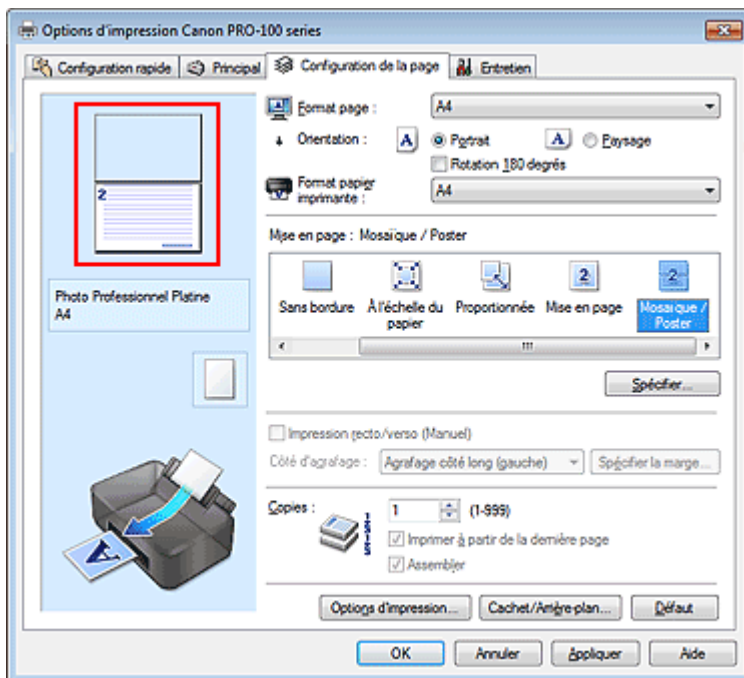 Options d'impression Canon PRO-100 series
Configuration rapide Principal Configuration de la page Entretien
Format page : A4
Orientation : A Portrait A Paysage
Rotation 180 degrés
Format papier imprimante : A4
2
Photo Professionnel Platine
A4
Mise en page : Mosaïque / Poster
Sans bordure À l'échelle du papier Proportionnée 2 Mise en page 2 Mosaïque / Poster
Spécifier...
Impression recto/verso (Manuel)
Côté d'agrafage : Agrafage côté long (gauche) Spécifier la marge...
Copies : 1 (1-999)
Imprimer à partir de la dernière page
Assembler
A
Options d'impression... Cachet/Arrière-plan... Défaut
OK Annuler Appliquer Aide